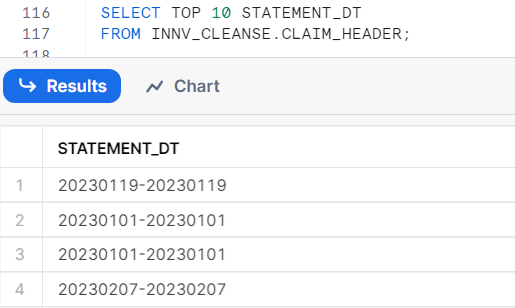 116 SELECT TOP 10 STATEMENT_DT
117 FROM INNV_CLEANSE.CLAIM_HEADER;
118
Results Chart
STATEMENT_DT
1 20230119-20230119
2 20230101-20230101
3 20230101-20230101
4 20230207-20230207